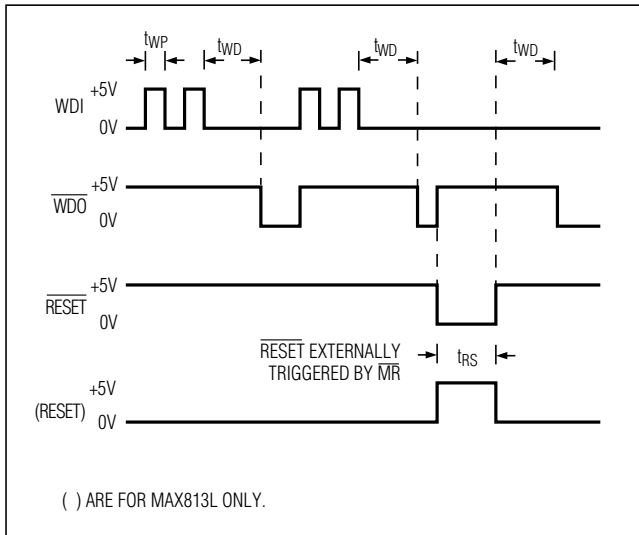 tWP tWD tWD tWD
WDI +5V
0V
WDO +5V
0V
RESET +5V
0V
RESET EXTERNALLY
TRIGGERED BY MR
tRS
(RESET) +5V
0V
( ) ARE FOR MAX813L ONLY.